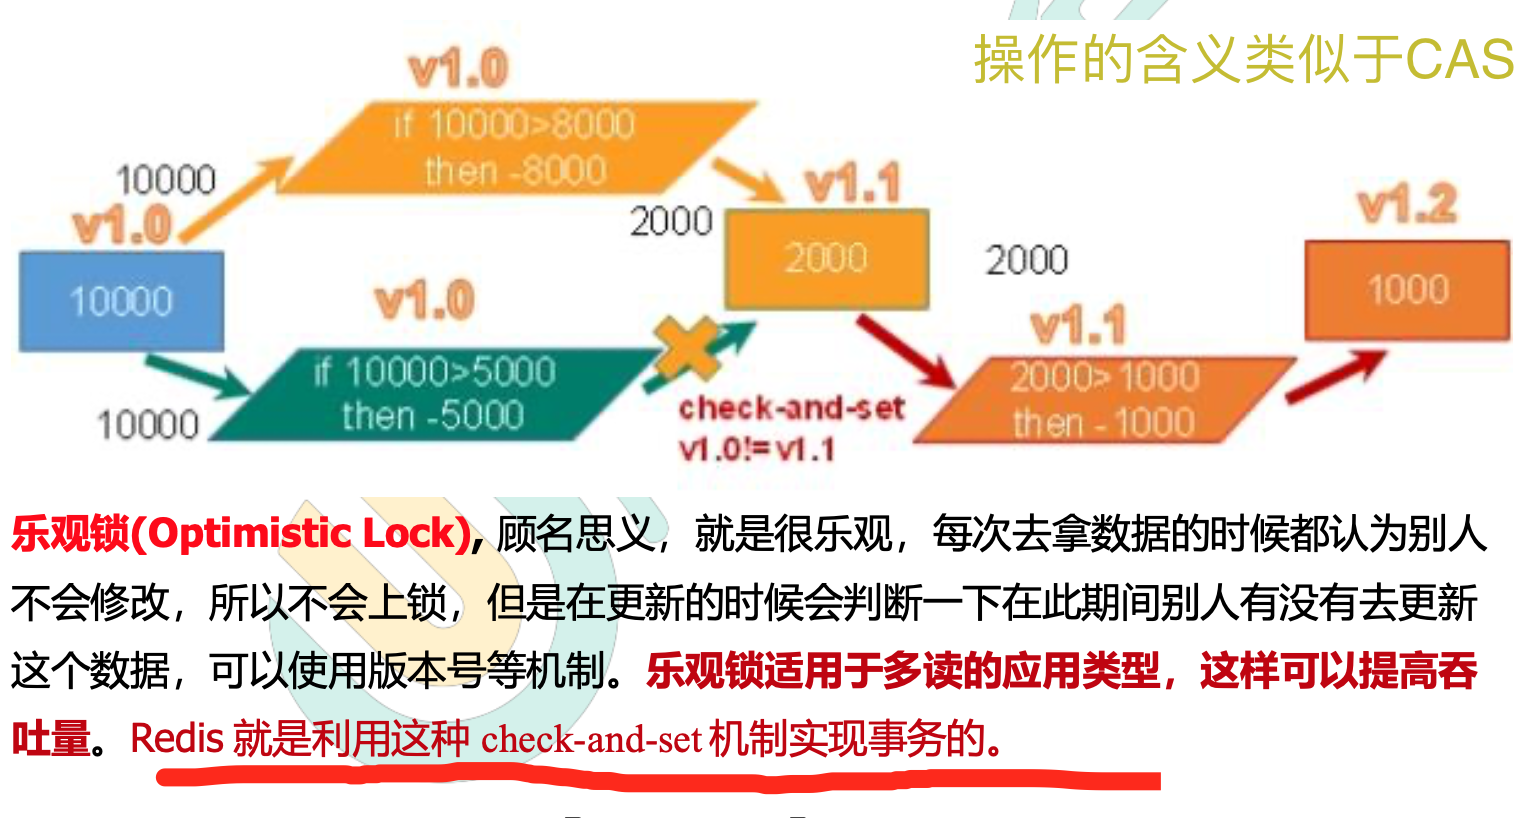 操作的含义类似于CAS
v1.0
if 10000>8000
then -8000
10000
v1.0
10000
v1.1
2000
2000
v1.0
if 10000>5000
then -5000
10000
check-and-set
v1.0!= v1.1
2000
v1.1
2000> 1000
then - 1000
v1.2
1000
乐观锁(Optimistic Lock), 顾名思义，就是很乐观，每次去拿数据的时候都认为别人
不会修改，所以不会上锁，但是在更新的时候会判断一下在此期间别人有没有去更新
这个数据，可以使用版本号等机制。乐观锁适用于多读的应用类型，这样可以提高吞
吐量。Redis 就是利用这种 check-and-set 机制实现事务的。